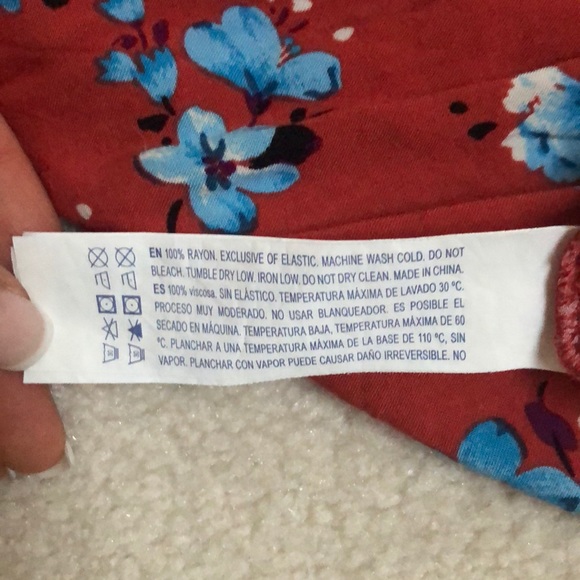 EN 100% RAYON. EXCLUSIVE OF ELASTIC. MACHINE WASH COLD. DO NOT
BLEACH. TUMBLE DRY LOW. IRON LOW. DO NOT DRY CLEAN. MADE IN CHINA.
ES 100% viscosa. SIN ELÁSTICO. TEMPERATURA MÁXIMA DE LAVADO 30 ºC.
PROCESO MUY MODERADO. NO USAR BLANQUEADOR. ES POSIBLE EL
SECADO EN MÁQUINA. TEMPERATURA BAJA, TEMPERATURA MÁXIMA DE 60
ºC. PLANCHAR A UNA TEMPERATURA MÁXIMA DE LA BASE DE 110 ºC, SIN
VAPOR. PLANCHAR CON VAPOR PUEDE CAUSAR DAÑO IRREVERSIBLE. NO